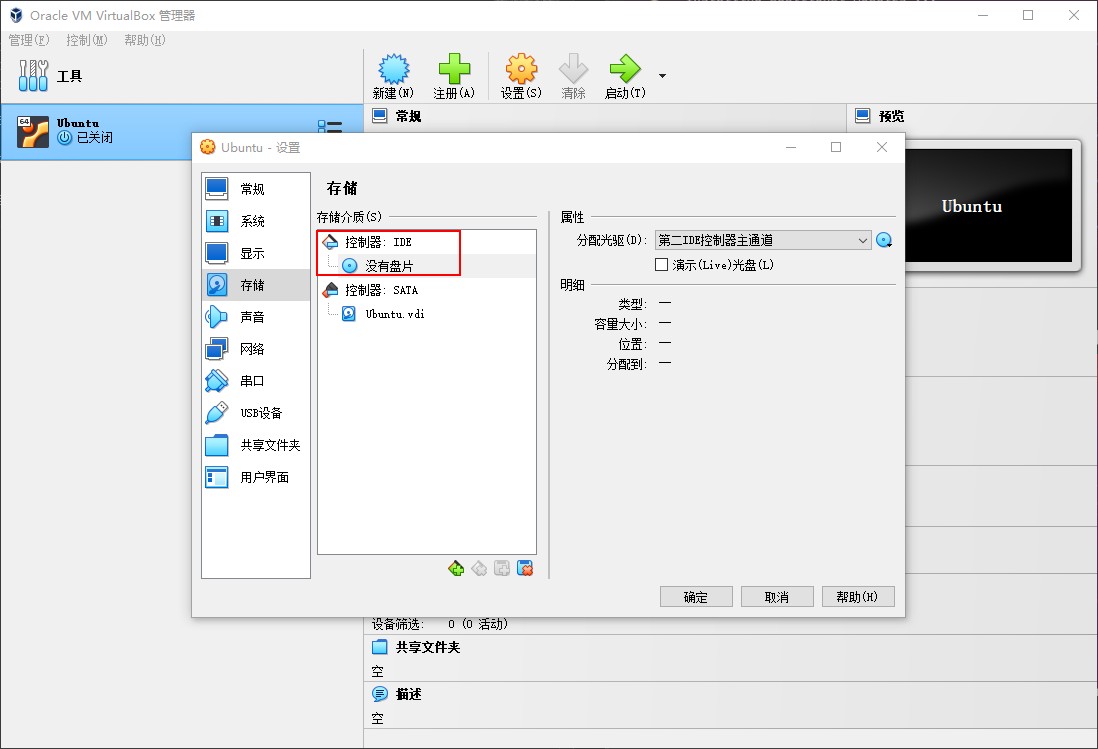 Oracle VM VirtualBox 管理器
管理(F) 控制(M) 帮助(H)
工具
新建(N) 注册(A) 设置(S) 清除 启动(T)
64
Ubuntu
已关闭
常规
预览
Ubuntu
Ubuntu - 设置
常规
系统
显示
存储
声音
网络
串口
USB设备
共享文件夹
用户界面
存储
存储介质(S)
控制器: IDE
没有盘片
控制器: SATA
Ubuntu.vdi
属性
分配光驱(D): 第二IDE控制器主通道
演示(Live)光盘(L)
明细
类型: —
容量大小: —
位置: —
分配到: —
确定 取消 帮助(H)
设备筛选: 0 (0 活动)
共享文件夹
空
描述
空